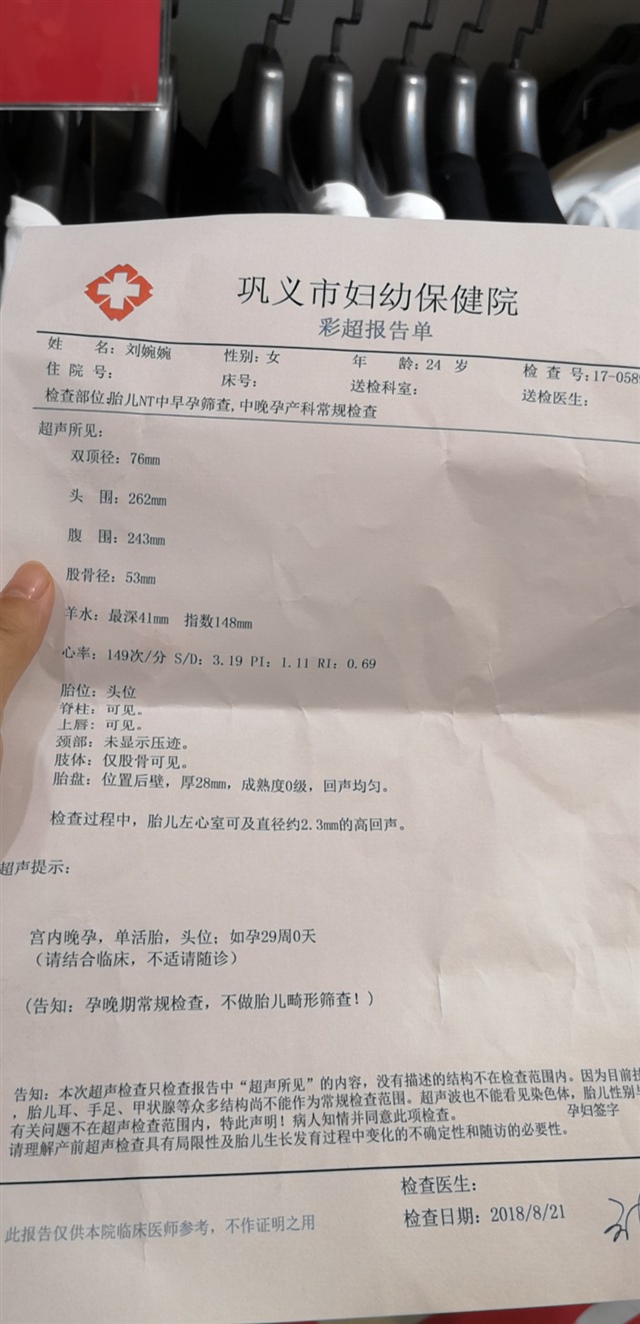 巩义市妇幼保健院
彩超报告单
姓 名：刘婉婉 性别：女 年 龄：24 岁 检 查 号：17-0589
住 院 号： 床号： 送检科室： 送检医生：
检查部位：胎儿NT中早孕筛查，中晚孕产科常规检查
超声所见：
双顶径：76mm
头 围：262mm
腹 围：243mm
股骨径：53mm
羊水：最深41mm 指数148mm
心率：149次/分 S/D：3.19 PI：1.11 RI：0.69
胎位：头位
脊柱：可见。
上唇：可见。
颈部：未显示压迹。
肢体：仅股骨可见。
胎盘：位置后壁，厚28mm，成熟度0级，回声均匀。
检查过程中，胎儿左心室可及直径约2.3mm的高回声。
超声提示：
宫内晚孕，单活胎，头位；如孕29周0天
（请结合临床，不适请随诊）
（告知：孕晚期常规检查，不做胎儿畸形筛查！）
告知：本次超声检查只检查报告中“超声所见”的内容，没有描述的结构不在检查范围内。因为目前技
，胎儿耳、手足、甲状腺等众多结构尚不能作为常规检查范围。超声波也不能看见染色体，胎儿性别与
有关问题不在超声检查范围内，特此声明！病人知情并同意此项检查。 孕妇签字
请理解产前超声检查具有局限性及胎儿生长发育过程中变化的不确定性和随访的必要性。
检查医生：
此报告仅供本院临床医师参考，不作证明之用 检查日期：2018/8/21